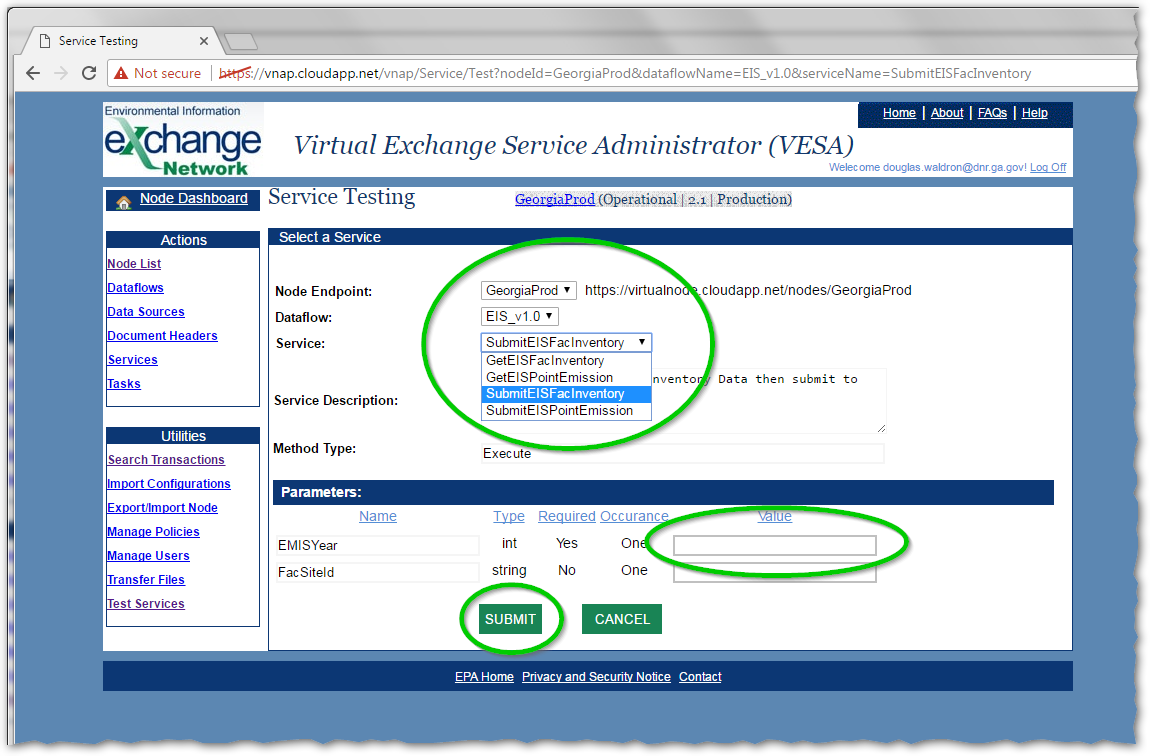 Service Testing
Not secure | https://vnap.cloudapp.net/vnap/Service/Test?nodeId=GeorgiaProd&dataflowName=EIS_v1.0&serviceName=SubmitEISFacInventory
Environmental Information
eXchange
Network
Home | About | FAQs | Help
Virtual Exchange Service Administrator (VESA)
Welcome douglas.waldron@dnr.ga.gov! Log Off
Node Dashboard
Service Testing
GeorgiaProd (Operational | 2.1 | Production)
Actions
Node List
Dataflows
Data Sources
Document Headers
Services
Tasks
Utilities
Search Transactions
Import Configurations
Export/Import Node
Manage Policies
Manage Users
Transfer Files
Test Services
Select a Service
Node Endpoint: GeorgiaProd https://virtualnode.cloudapp.net/nodes/GeorgiaProd
Dataflow: EIS_v1.0
Service: SubmitEISFacInventory
GetEISFacInventory
GetEISPointEmission
SubmitEISFacInventory
SubmitEISPointEmission
Service Description: Inventory Data then submit to
Method Type: Execute
Parameters:
Name Type Required Occurance Value
EMISYear int Yes One
FacSiteId string No One
SUBMIT CANCEL
EPA Home Privacy and Security Notice Contact